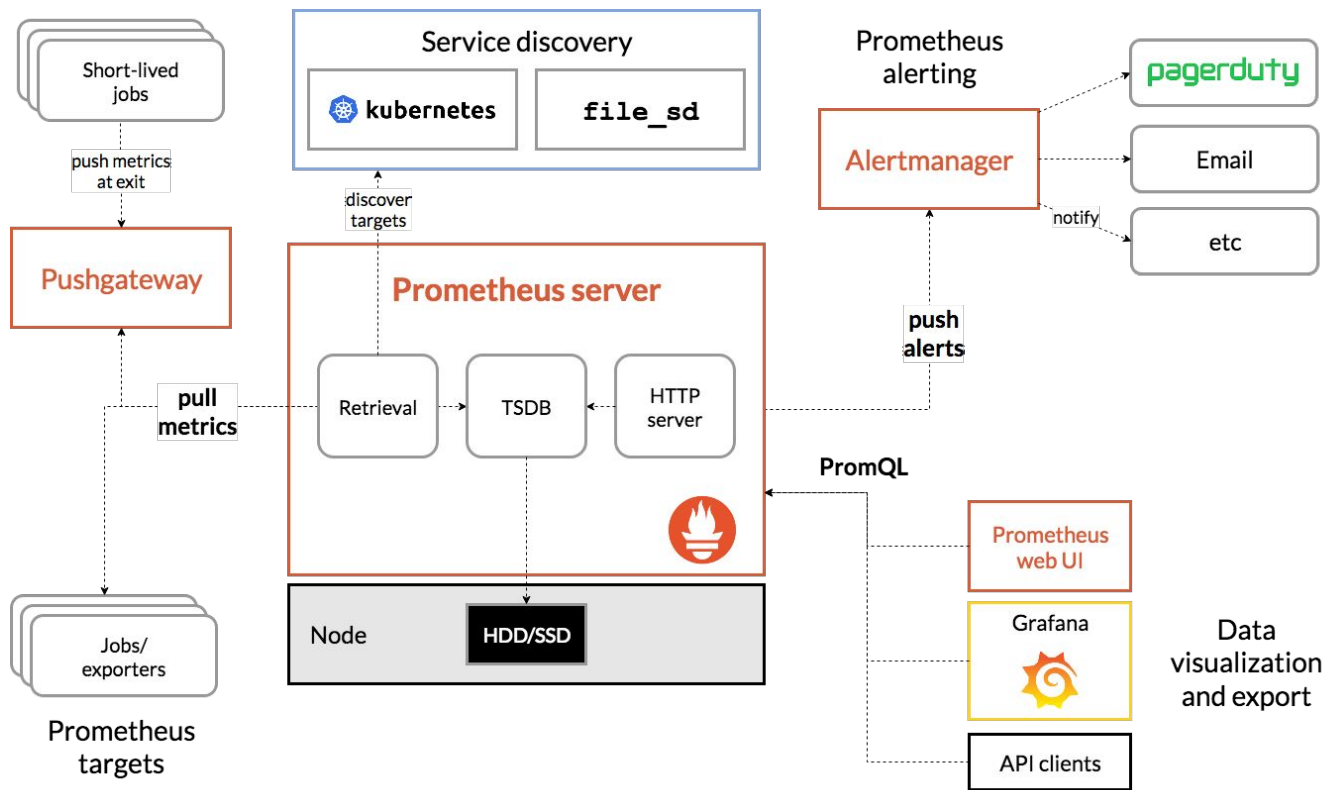 Short-lived
jobs
push metrics
at exit
Pushgateway
Service discovery
kubernetes
file_sd
discover
targets
Prometheus
alerting
Alertmanager
pagerduty
Email
notify
etc
Prometheus server
Retrieval
TSDB
HTTP
server
pull
metrics
push
alerts
PromQL
Node
HDD/SSD
Jobs/
exporters
Prometheus
targets
Prometheus
web UI
Grafana
API clients
Data
visualization
and export